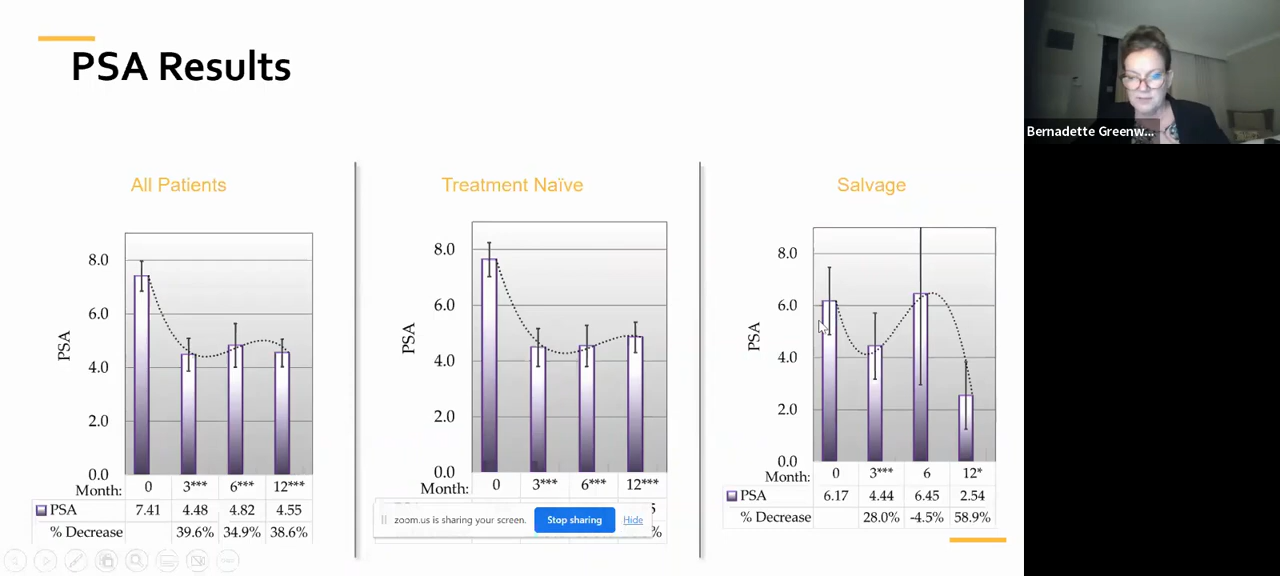 PSA Results
Bernadette Greenw...
All Patients
PSA
8.0
6.0
4.0
2.0
0.0
Month: 0 3*** 6*** 12***
PSA 7.41 4.48 4.82 4.55
% Decrease 39.6% 34.9% 38.6%
Treatment Naïve
PSA
8.0
6.0
4.0
2.0
0.0
Month: 0 3*** 6*** 12***
zoom.us is sharing your screen. Stop sharing Hide
Salvage
PSA
8.0
6.0
4.0
2.0
0.0
Month: 0 3*** 6 12*
PSA 6.17 4.44 6.45 2.54
% Decrease 28.0% -4.5% 58.9%